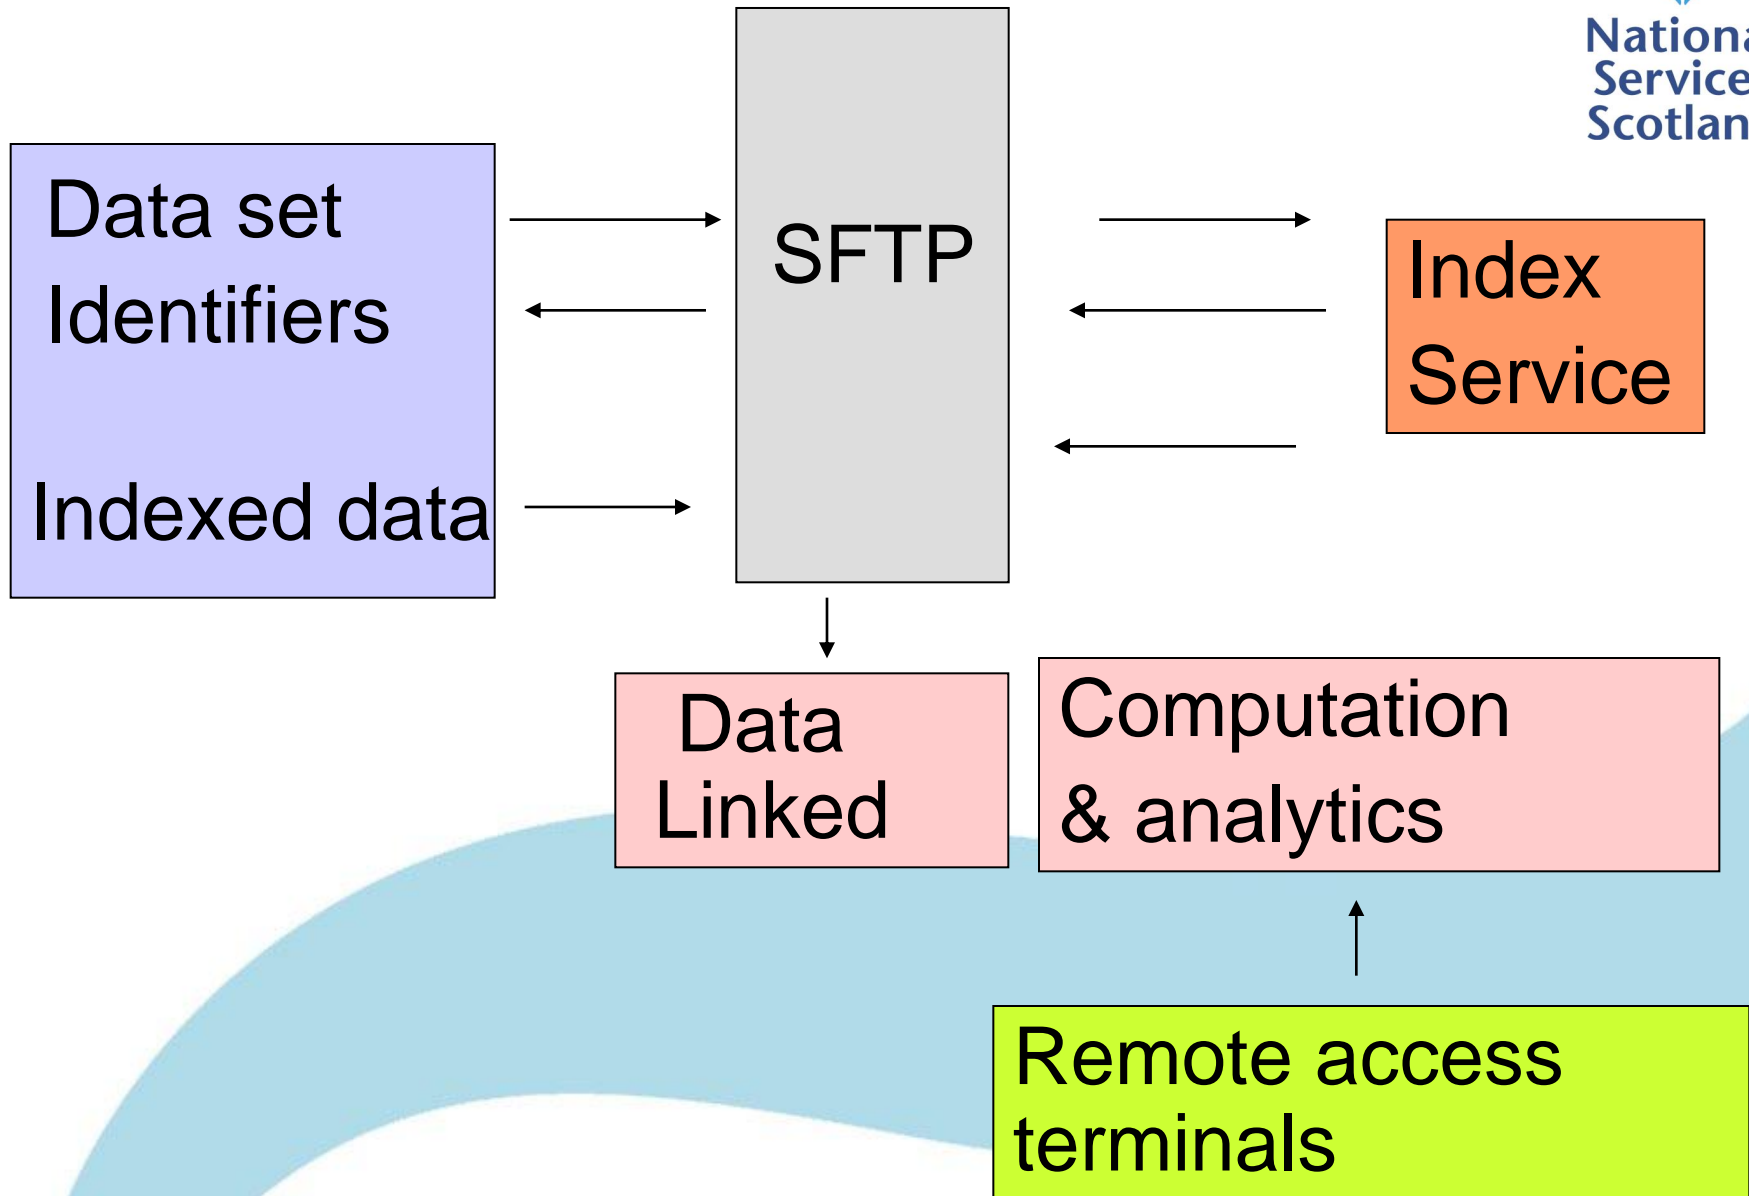 Nationa
Service
Scotlan
Data set
Identifiers
Indexed data
SFTP
Index
Service
Data
Linked
Computation
& analytics
Remote access
terminals